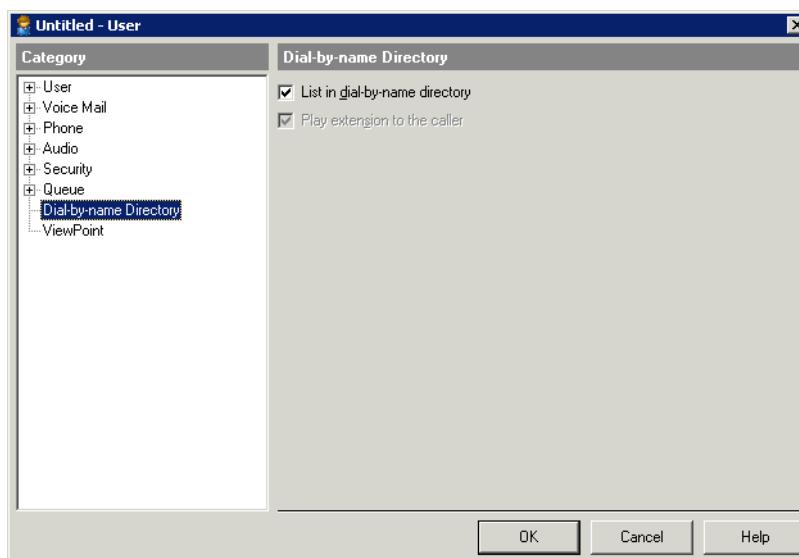 Untitled - User
Category
User
Voice Mail
Phone
Audio
Security
Queue
Dial-by-name Directory
ViewPoint
Dial-by-name Directory
List in dial-by-name directory
Play extension to the caller
OK
Cancel
Help